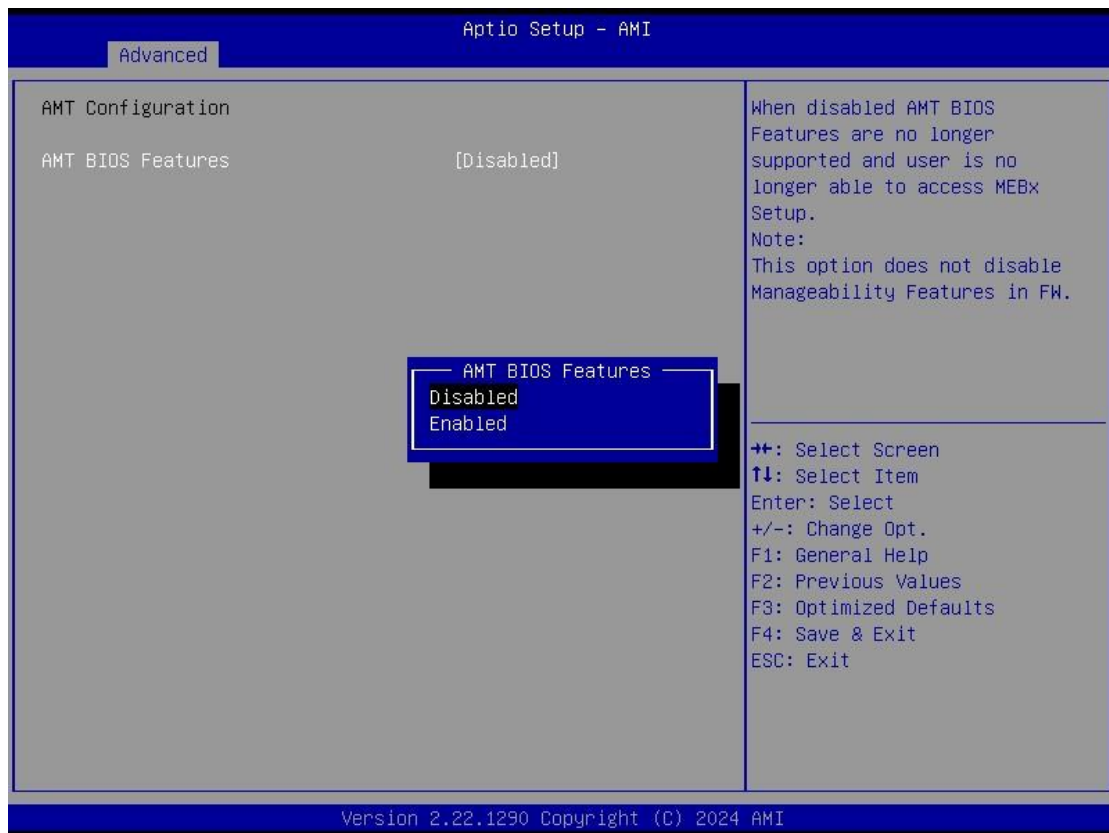 Aptio Setup – AMI
Advanced
AMT Configuration
AMT BIOS Features [Disabled]
When disabled AMT BIOS
Features are no longer
supported and user is no
longer able to access MEBx
Setup.
Note:
This option does not disable
Manageability Features in FW.
AMT BIOS Features
Disabled
Enabled
→←: Select Screen
↑↓: Select Item
Enter: Select
+/-: Change Opt.
F1: General Help
F2: Previous Values
F3: Optimized Defaults
F4: Save & Exit
ESC: Exit
Version 2.22.1290 Copyright (C) 2024 AMI